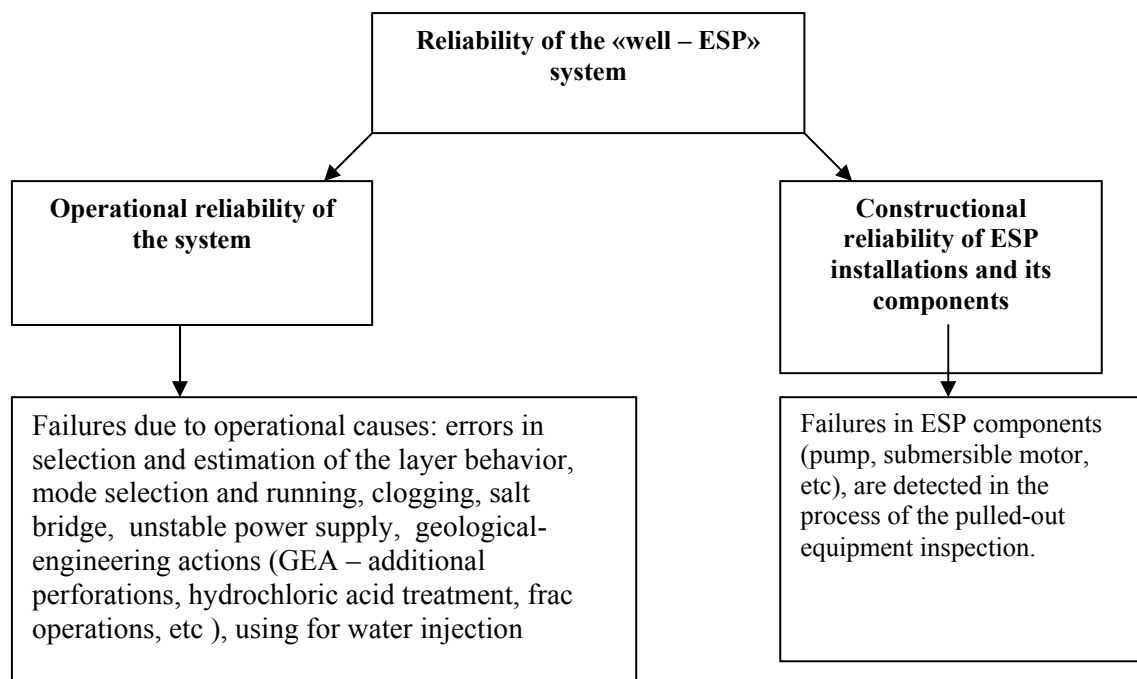 Reliability of the «well – ESP»
system
Operational reliability of
the system
Constructional
reliability of ESP
installations and its
components
Failures due to operational causes: errors in
selection and estimation of the layer behavior,
mode selection and running, clogging, salt
bridge,  unstable power supply,  geological-
engineering actions (GEA – additional
perforations, hydrochloric acid treatment, frac
operations, etc ), using for water injection
Failures in ESP components
(pump, submersible motor,
etc), are detected in the
process of the pulled-out
equipment inspection.